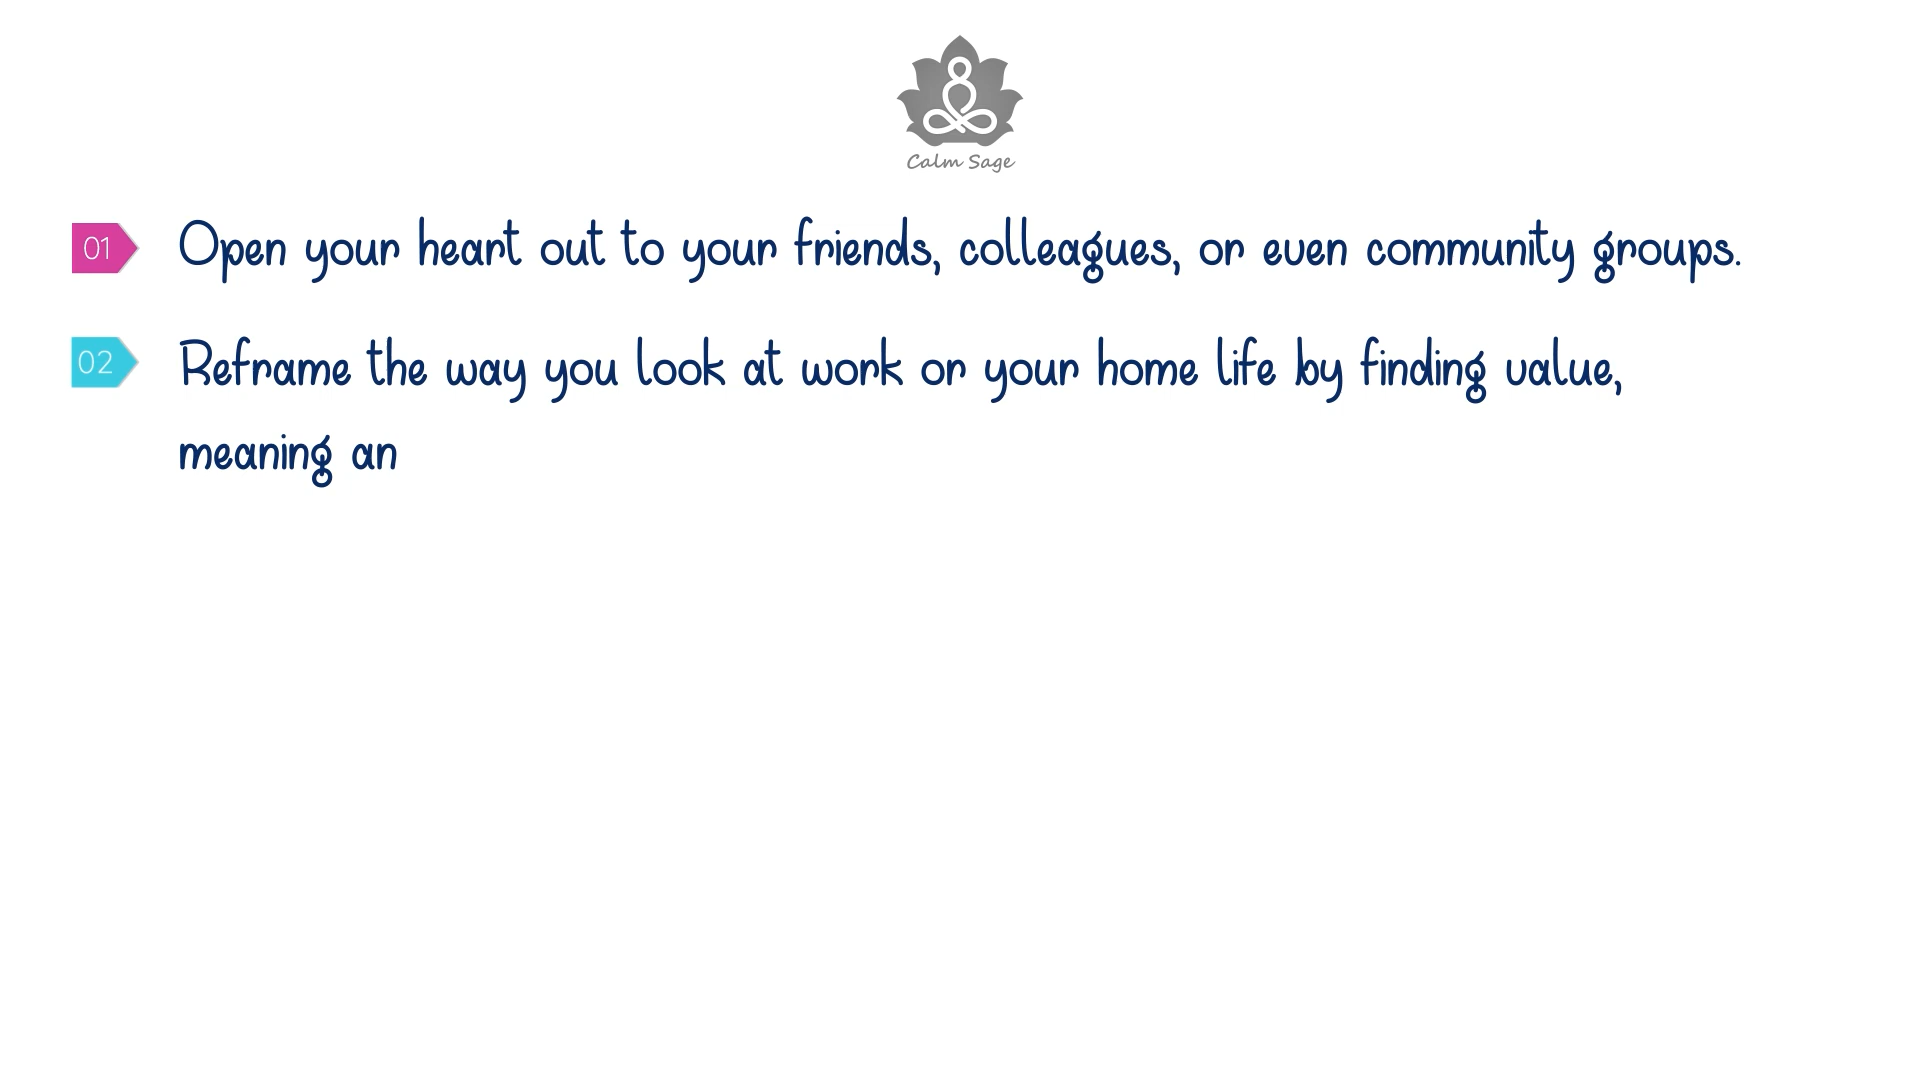 Calm Sage
01 Open your heart out to your friends, colleagues, or even community groups.
02 Reframe the way you look at work or your home life by finding value,
meaning an